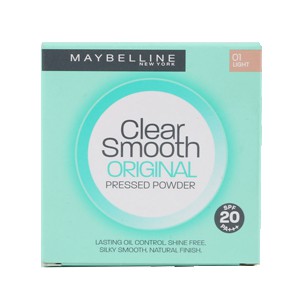 MAYBELLINE
NEW YORK
01
LIGHT
Clear
Smooth
ORIGINAL
PRESSED POWDER
SPF
20
PA+++
LASTING OIL CONTROL. SHINE FREE,
SILKY SMOOTH. NATURAL FINISH.